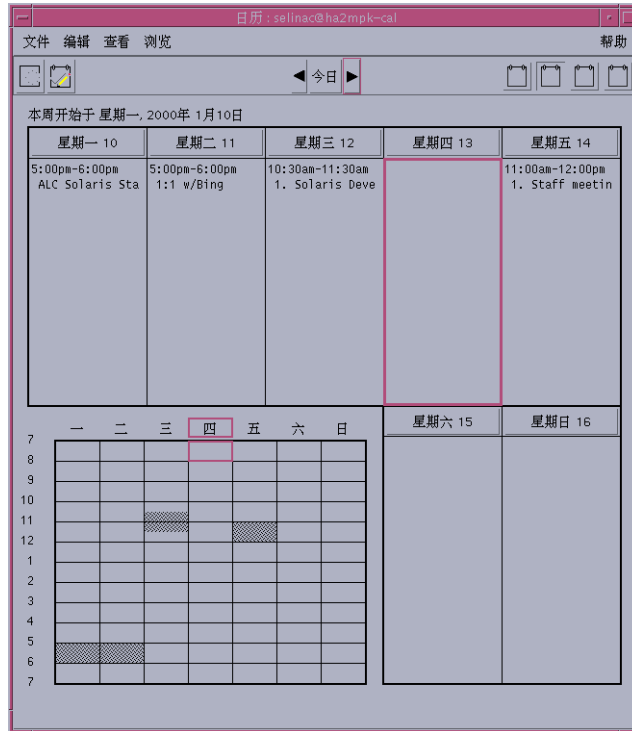 日历 : selinac@ha2mpk-cal
文件 编辑 查看 浏览 帮助
今日
本周开始于 星期一, 2000年 1月10日
星期一 10 星期二 11 星期三 12 星期四 13 星期五 14
5:00pm-6:00pm 5:00pm-6:00pm 10:30am-11:30am 11:00am-12:00pm
ALC Solaris Sta 1:1 w/Bing 1. Solaris Deve 1. Staff meetin
星期六 15 星期日 16
一 二 三 四 五 六 日
7
8
9
10
11
12
1
2
3
4
5
6
7